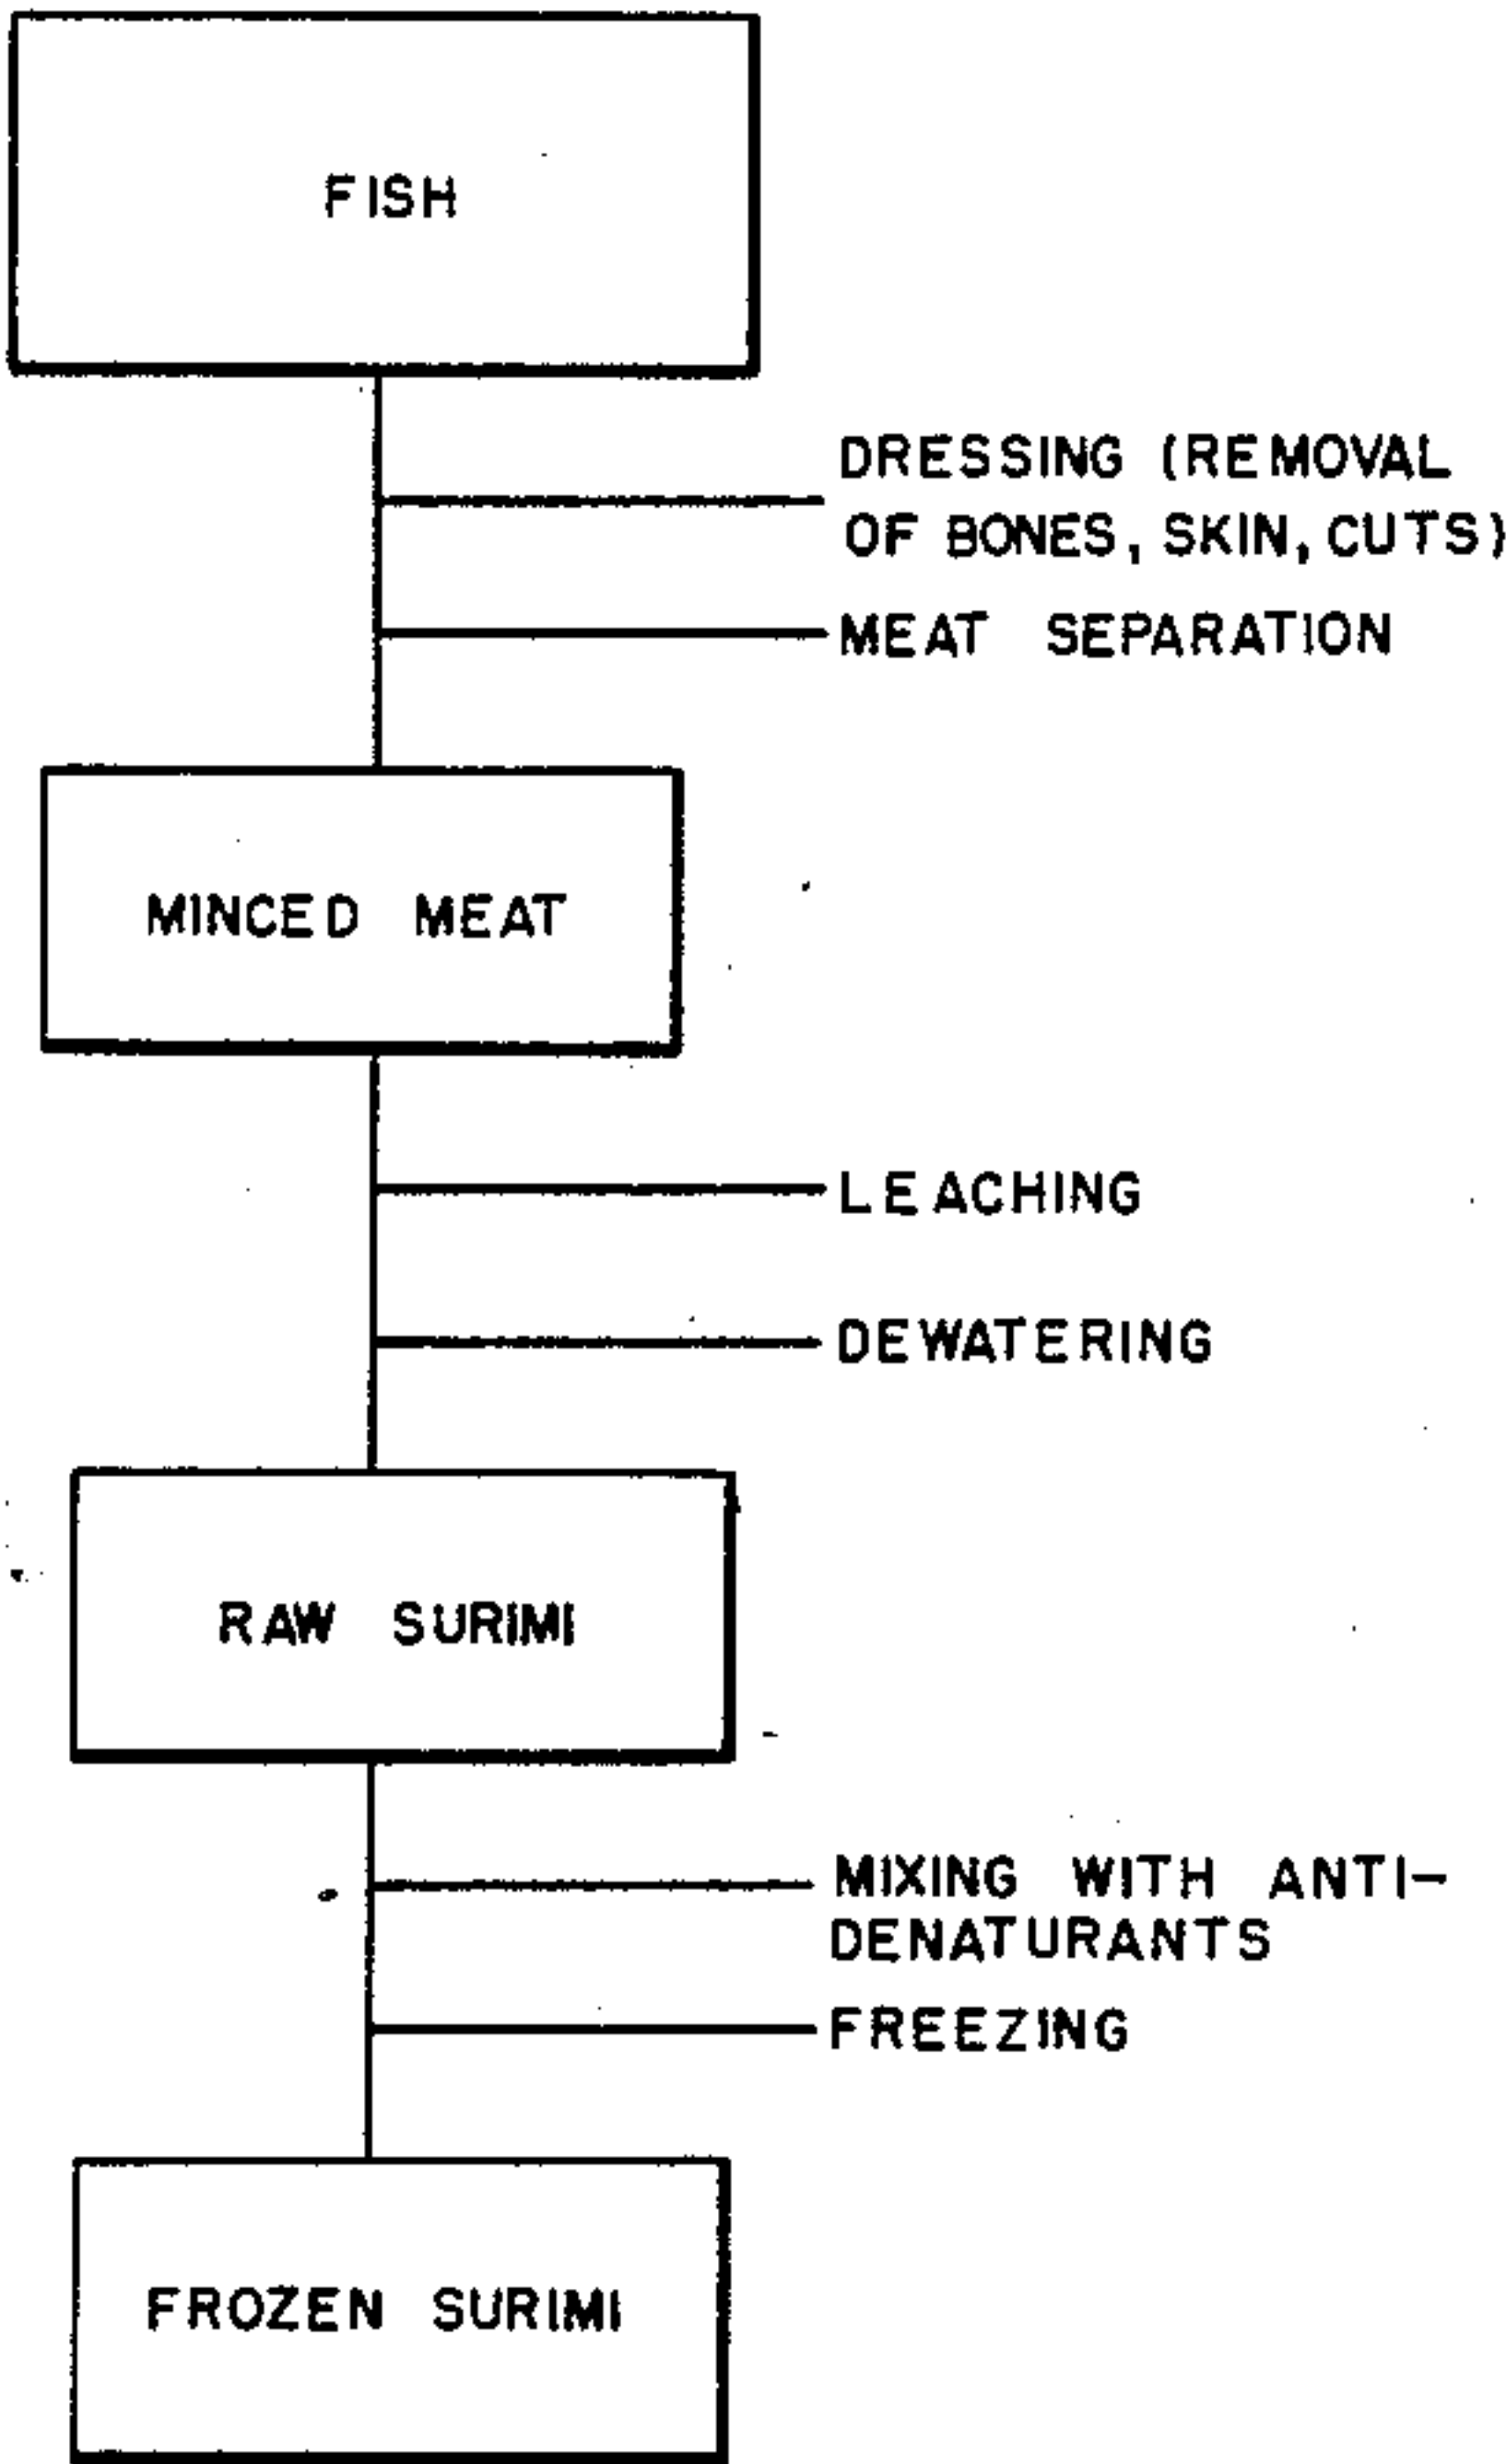 FISH
DRESSING (REMOVAL
OF BONES, SKIN, CUTS)
MEAT SEPARATION
MINCED MEAT
LEACHING
DEWATERING
RAW SURIMI
MIXING WITH ANTI-
DENATURANTS
FREEZING
FROZEN SURIMI